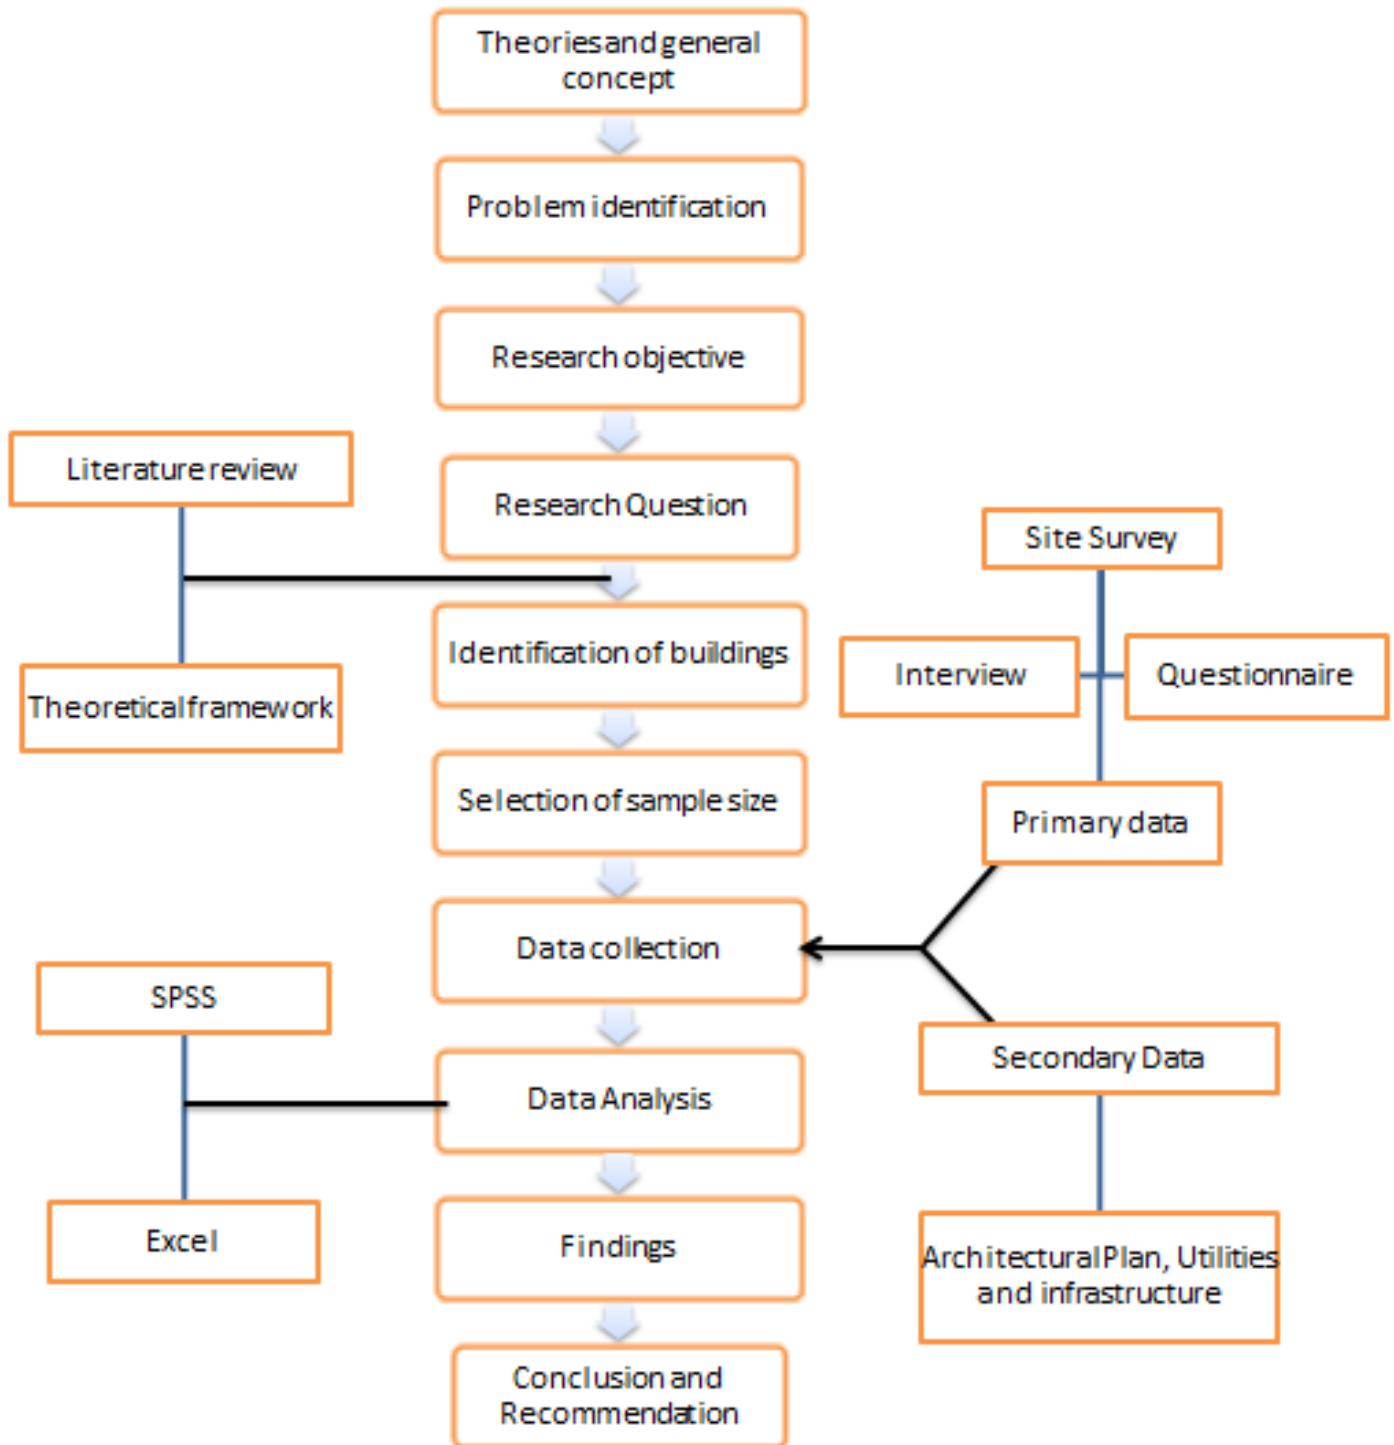 Theories and general
concept
Problem identification
Research objective
Literature review
Research Question
Site Survey
Identification of buildings
Interview
Questionnaire
Theoretical framework
Selection of sample size
Primary data
Data collection
SPSS
Secondary Data
Data Analysis
Excel
Findings
Architectural Plan, Utilities
and infrastructure
Conclusion and
Recommendation